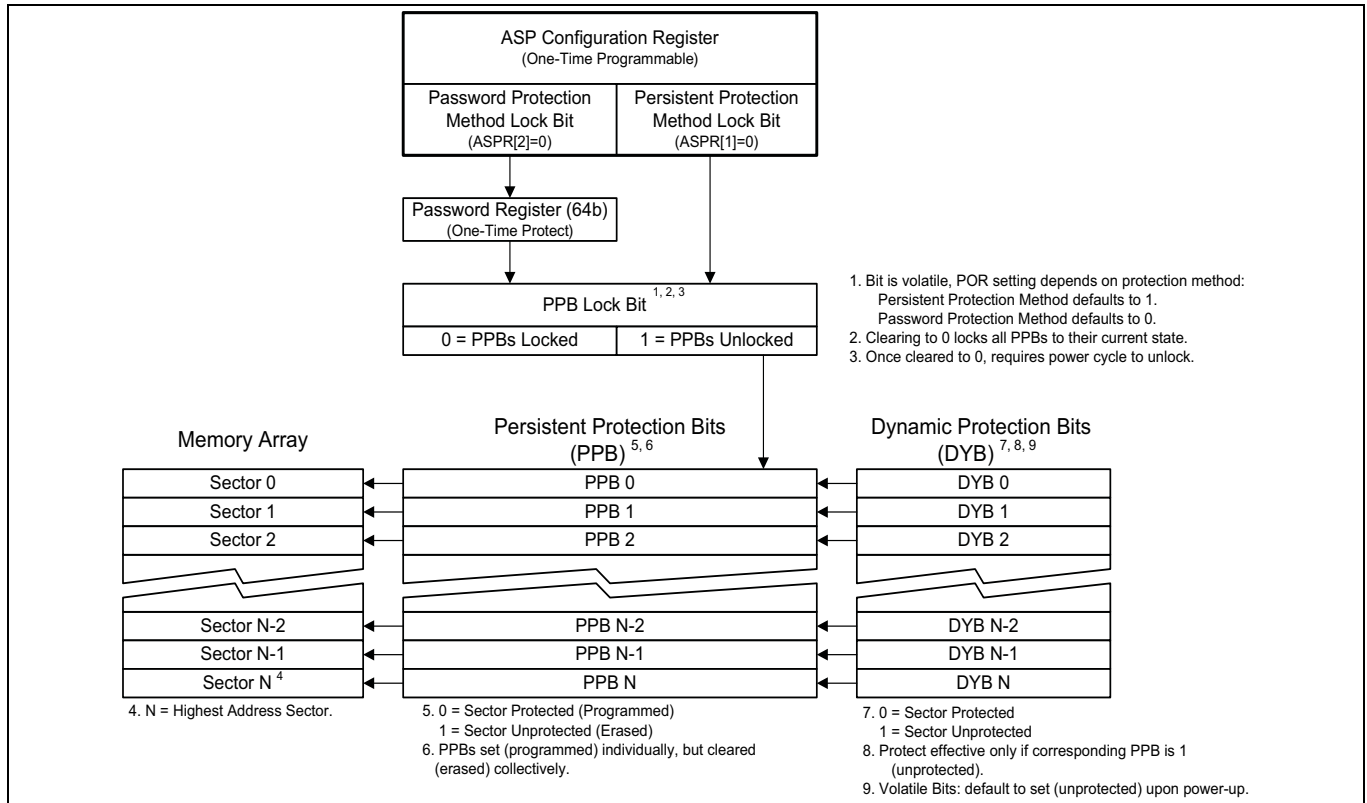 ASP Configuration Register
(One-Time Programmable)
Password Protection
Method Lock Bit
(ASPR[2]=0)
Persistent Protection
Method Lock Bit
(ASPR[1]=0)
Password Register (64b)
(One-Time Protect)
PPB Lock Bit 1, 2, 3
0 = PPBs Locked
1 = PPBs Unlocked
1. Bit is volatile, POR setting depends on protection method:
Persistent Protection Method defaults to 1.
Password Protection Method defaults to 0.
2. Clearing to 0 locks all PPBs to their current state.
3. Once cleared to 0, requires power cycle to unlock.
Memory Array
Sector 0
Sector 1
Sector 2
Sector N-2
Sector N-1
Sector N 4
4. N = Highest Address Sector.
Persistent Protection Bits
(PPB) 5, 6
PPB 0
PPB 1
PPB 2
PPB N-2
PPB N-1
PPB N
5. 0 = Sector Protected (Programmed)
1 = Sector Unprotected (Erased)
6. PPBs set (programmed) individually, but cleared
(erased) collectively.
Dynamic Protection Bits
(DYB) 7, 8, 9
DYB 0
DYB 1
DYB 2
DYB N-2
DYB N-1
DYB N
7. 0 = Sector Protected
1 = Sector Unprotected
8. Protect effective only if corresponding PPB is 1
(unprotected).
9. Volatile Bits: default to set (unprotected) upon power-up.